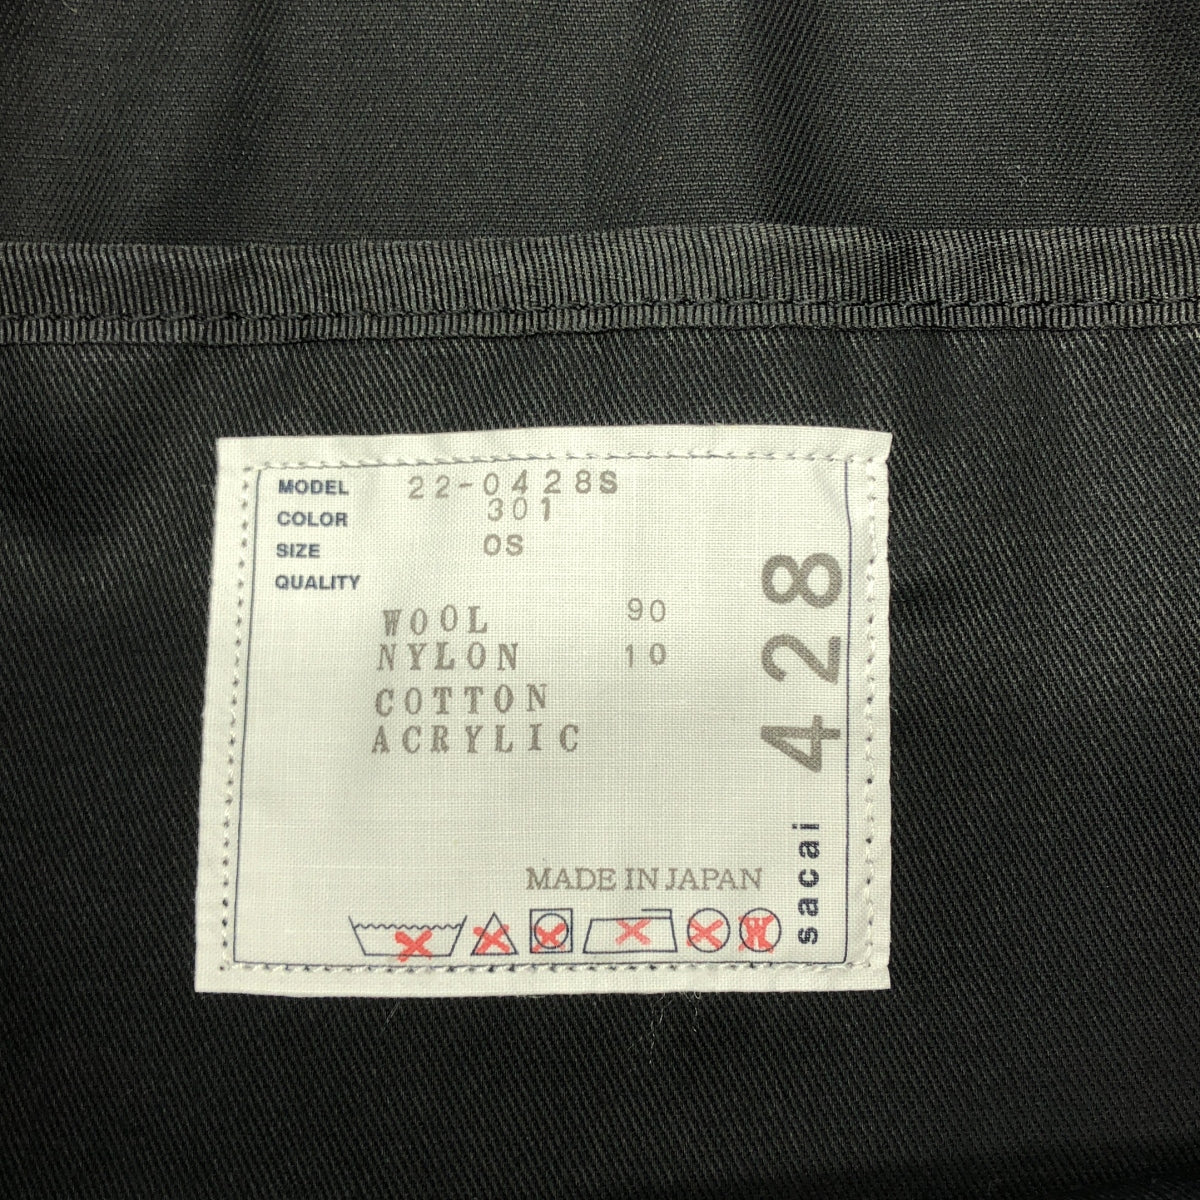 MODEL 22-0428S
COLOR 301
SIZE OS
QUALITY
WOOL 90
NYLON 10
COTTON
ACRYLIC
MADE IN JAPAN
W
sacai 428